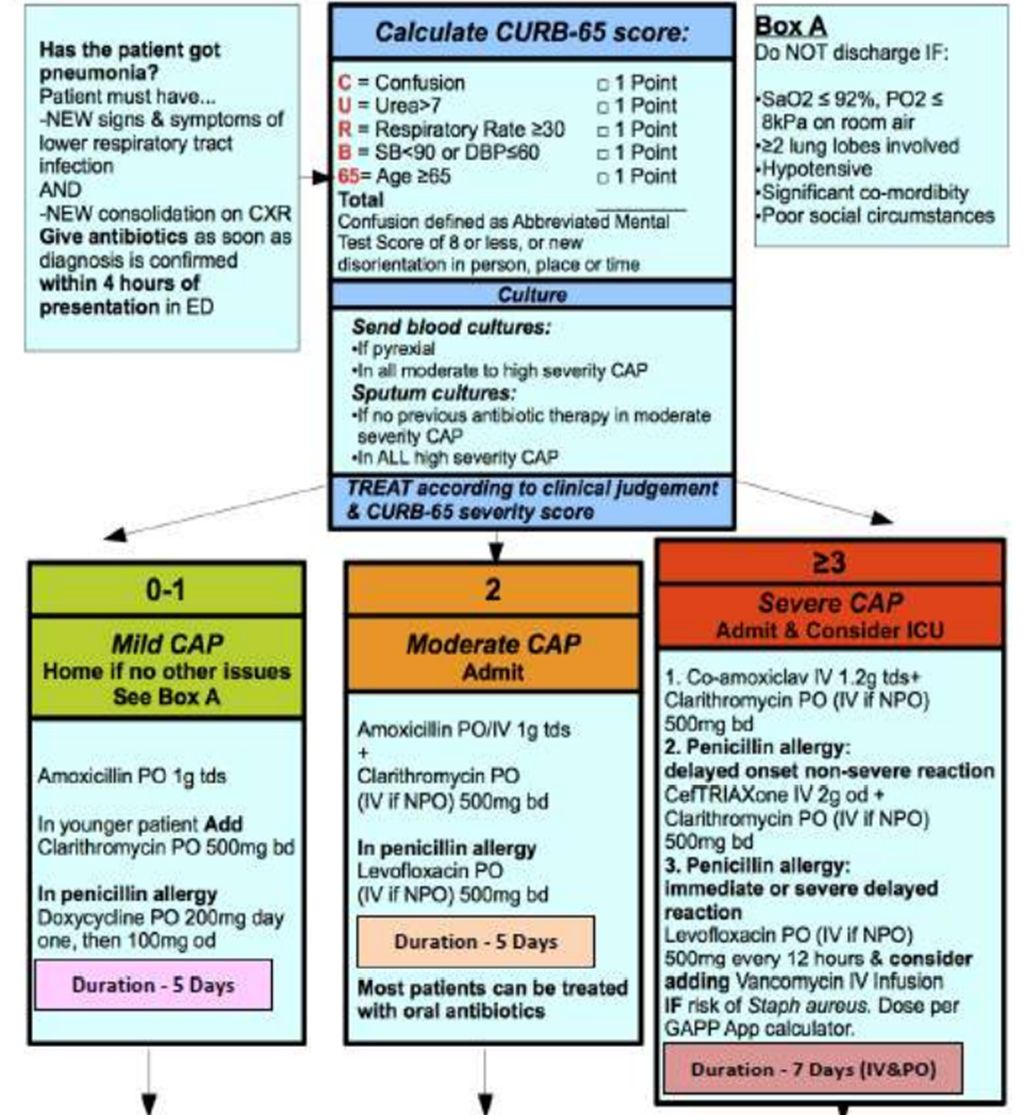 Has the patient got
pneumonia?
Patient must have...
-NEW signs & symptoms of
lower respiratory tract
infection
AND
-NEW consolidation on CXR
Give antibiotics as soon as
diagnosis is confirmed
within 4 hours of
presentation in ED
Calculate CURB-65 score:
C = Confusion □ 1 Point
U = Urea>7 □ 1 Point
R = Respiratory Rate ≥30 □ 1 Point
B = SB<90 or DBP≤60 □ 1 Point
65= Age ≥65 □ 1 Point
Total
Confusion defined as Abbreviated Mental
Test Score of 8 or less, or new
disorientation in person, place or time
Culture
Send blood cultures:
•If pyrexial
•In all moderate to high severity CAP
Sputum cultures:
•If no previous antibiotic therapy in moderate
severity CAP
•In ALL high severity CAP
TREAT according to clinical judgement
& CURB-65 severity score
Box A
Do NOT discharge IF:
•SaO2 ≤ 92%, PO2 ≤
8kPa on room air
•≥2 lung lobes involved
•Hypotensive
•Significant co-mordibity
•Poor social circumstances
0-1
Mild CAP
Home if no other issues
See Box A
Amoxicillin PO 1g tds
In younger patient Add
Clarithromycin PO 500mg bd
In penicillin allergy
Doxycycline PO 200mg day
one, then 100mg od
Duration - 5 Days
2
Moderate CAP
Admit
Amoxicillin PO/IV 1g tds
+
Clarithromycin PO
(IV if NPO) 500mg bd
In penicillin allergy
Levofloxacin PO
(IV if NPO) 500mg bd
Duration - 5 Days
Most patients can be treated
with oral antibiotics
≥3
Severe CAP
Admit & Consider ICU
1. Co-amoxiclav IV 1.2g tds+
Clarithromycin PO (IV if NPO)
500mg bd
2. Penicillin allergy:
delayed onset non-severe reaction
CefTRIAXone IV 2g od +
Clarithromycin PO (IV if NPO)
500mg bd
3. Penicillin allergy:
immediate or severe delayed
reaction
Levofloxacin PO (IV if NPO)
500mg every 12 hours & consider
adding Vancomycin IV Infusion
IF risk of Staph aureus. Dose per
GAPP App calculator.
Duration - 7 Days (IV&PO)